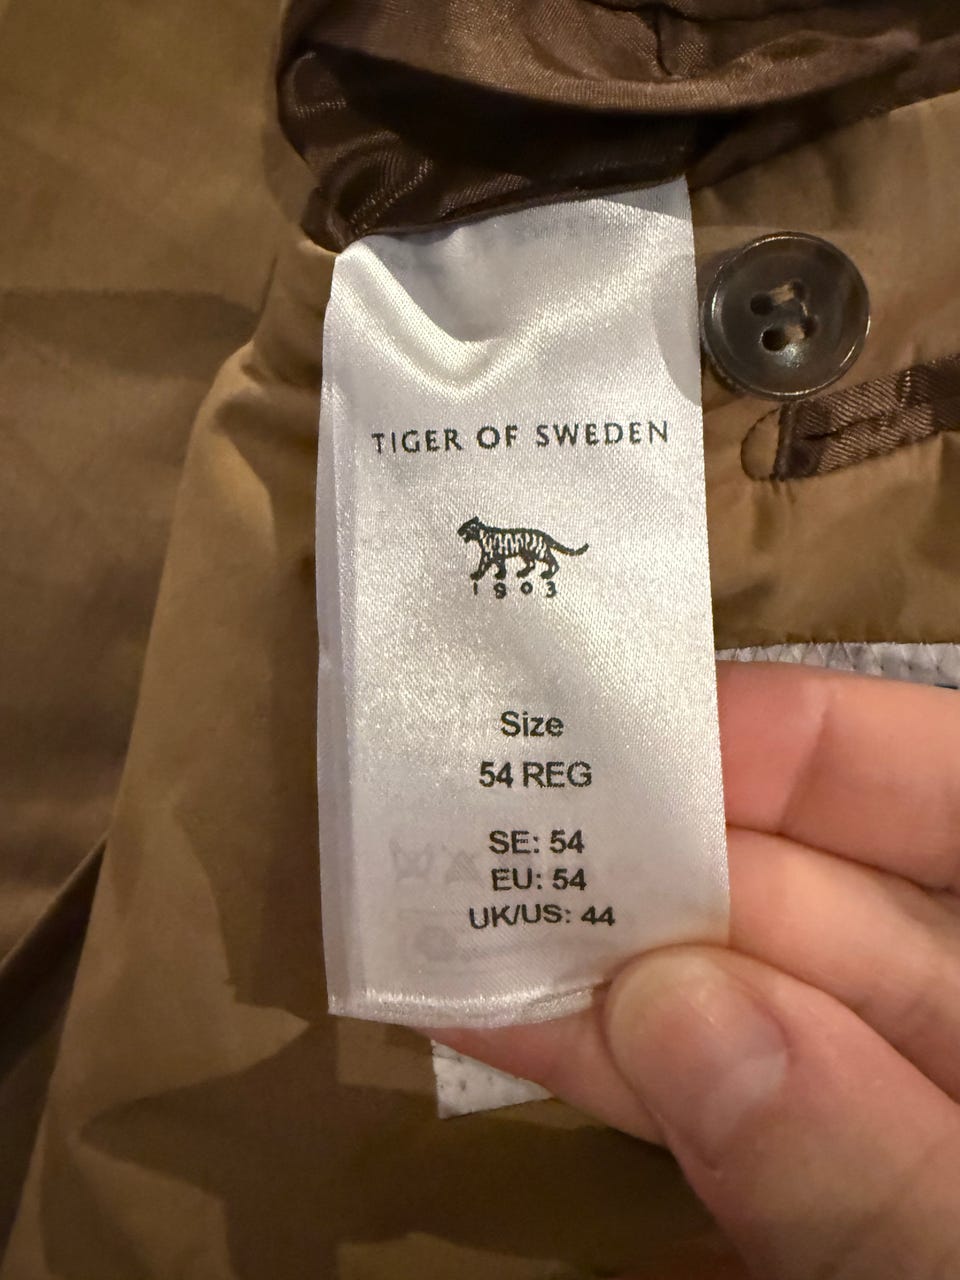 TIGER OF SWEDEN
1903
Size
54 REG
SE: 54
EU: 54
UK/US: 44